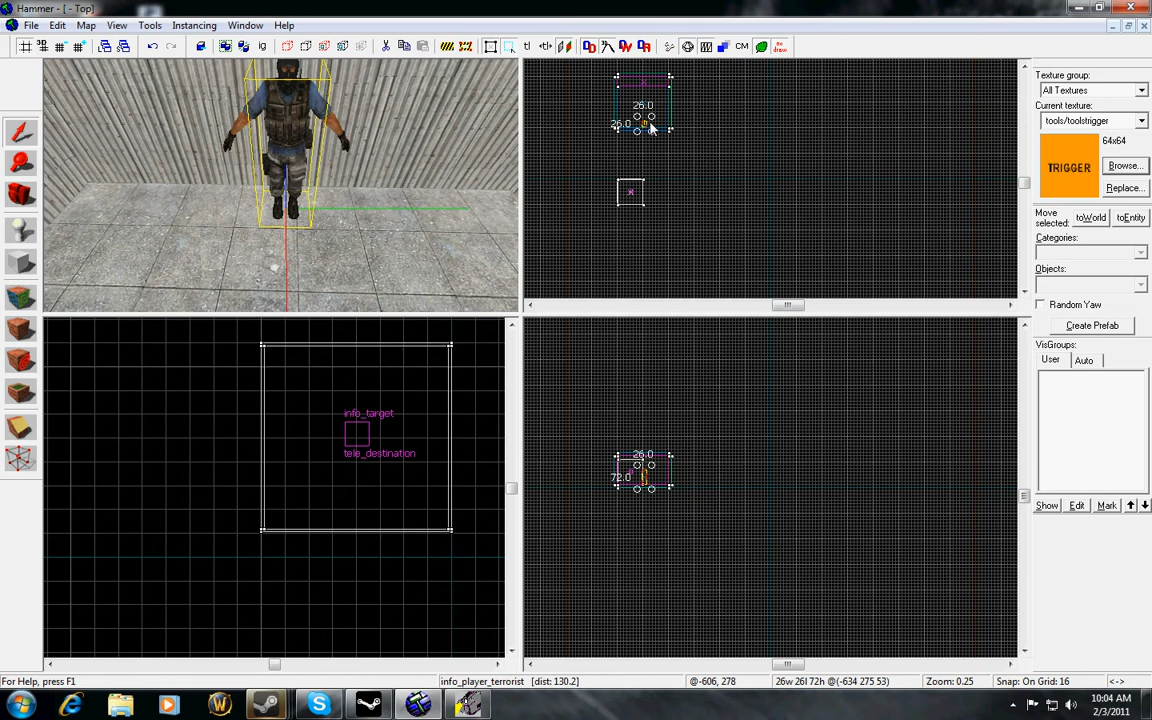 Hammer - [ - Top]
File Edit Map View Tools Instancing Window Help
Texture group:
All Textures
Current texture:
tools/toolstrigger
64x64
TRIGGER
Browse...
Replace...
Move selected:
toWorld toEntity
Categories:
Objects:
Random Yaw
Create Prefab
VisGroups:
User Auto
Show Edit Mark
26.0
26.0
info_target
tele_destination
26.0
72.0
For Help, press F1
info_player_terrorist [dist: 130.2]
@-606, 278
26w 26l 72h @(-634 275 53)
Zoom: 0.25
Snap: On Grid: 16
<->
10:04 AM
2/3/2011